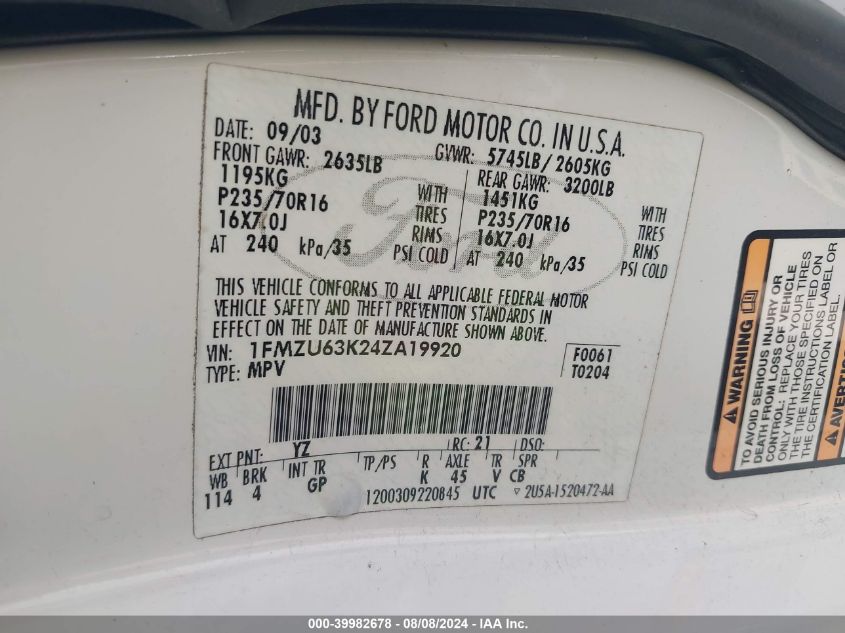 MFD. BY FORD MOTOR CO. IN U.S.A.
DATE: 09/03 GVWR: 5745LB/2605KG
FRONT GAWR: 2635LB REAR GAWR: 3200LB
1195KG WITH 1451KG WITH
P235/70R16 TIRES P235/70R16 TIRES
16X7.0J RIMS 16X7.0J RIMS
AT 240 kPa/35 PSI COLD AT 240 kPa/35 PSI COLD
Ford
THIS VEHICLE CONFORMS TO ALL APPLICABLE FEDERAL MOTOR
VEHICLE SAFETY AND THEFT PREVENTION STANDARDS IN
EFFECT ON THE DATE OF MANUFACTURE SHOWN ABOVE.
VIN: 1FMZU63K24ZA19920 F0061
TYPE: MPV T0204
EXT PNT: YZ RC: 21 DSO:
WB BRK INT TR TP/PS R AXLE TR SPR
114 4 GP K 45 V CB
1200309220845 UTC ▿ 2U5A-1520472-AA
WARNING
TO AVOID SERIOUS INJURY OR
DEATH FROM LOSS OF VEHICLE
CONTROL: REPLACE YOUR TIRES
ONLY WITH THOSE SPECIFIED ON
THE TIRE INSTRUCTIONS LABEL OR
THE CERTIFICATION LABEL.
000-39982678 - 08/08/2024 - IAA Inc.